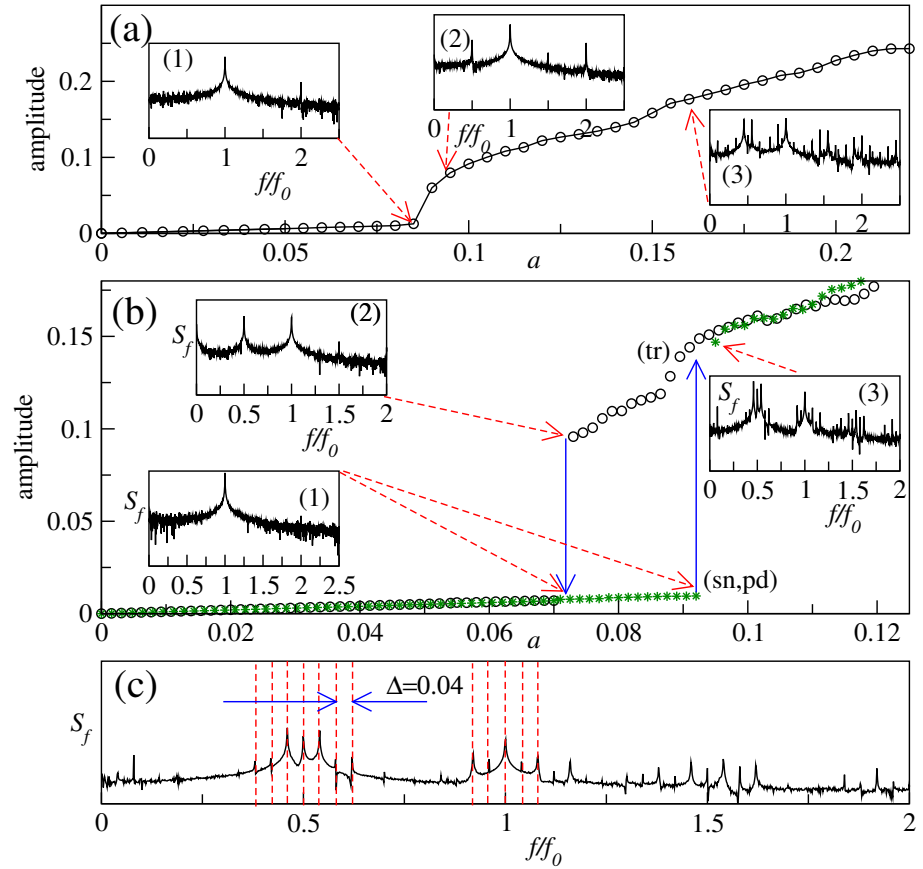 (a)
(1)
0 1 2
f/f0
(2)
0 1 2
f/f0
(3)
0 1 2
amplitude
0.2
0.1
0
0 0.05 0.1 0.15 0.2
a
(b)
(2)
Sf
0 0.5 1 1.5 2
f/f0
(tr)
Sf
(3)
0 0.5 1 1.5 2
f/f0
Sf
(1)
0 0.5 1.0 1.5 2.0 2.5
f/f0
(sn,pd)
amplitude
0.15
0.1
0.05
0
0 0.02 0.04 0.06 0.08 0.1 0.12
a
(c)
Δ=0.04
Sf
0 0.5 1 1.5 2
f/f0